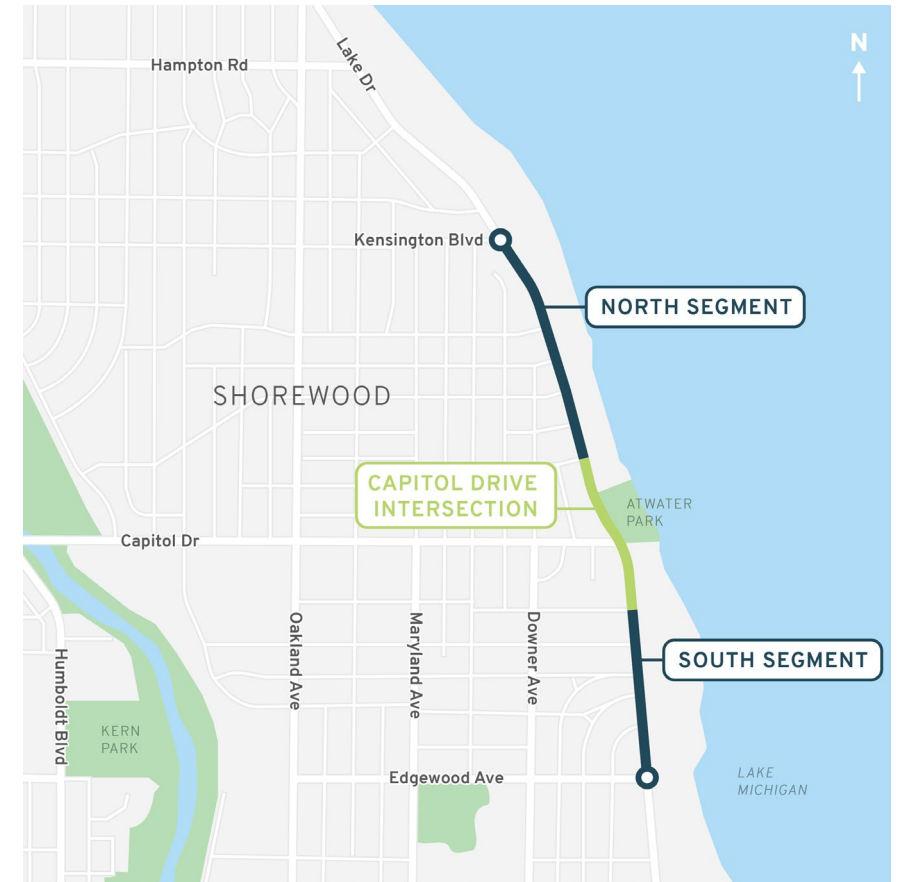 N
Hampton Rd
Lake Dr
Kensington Blvd
NORTH SEGMENT
SHOREWOOD
CAPITOL DRIVE
INTERSECTION
ATWATER
PARK
Capitol Dr
Oakland Ave
Maryland Ave
Downer Ave
Humboldt Blvd
SOUTH SEGMENT
KERN
PARK
Edgewood Ave
LAKE
MICHIGAN